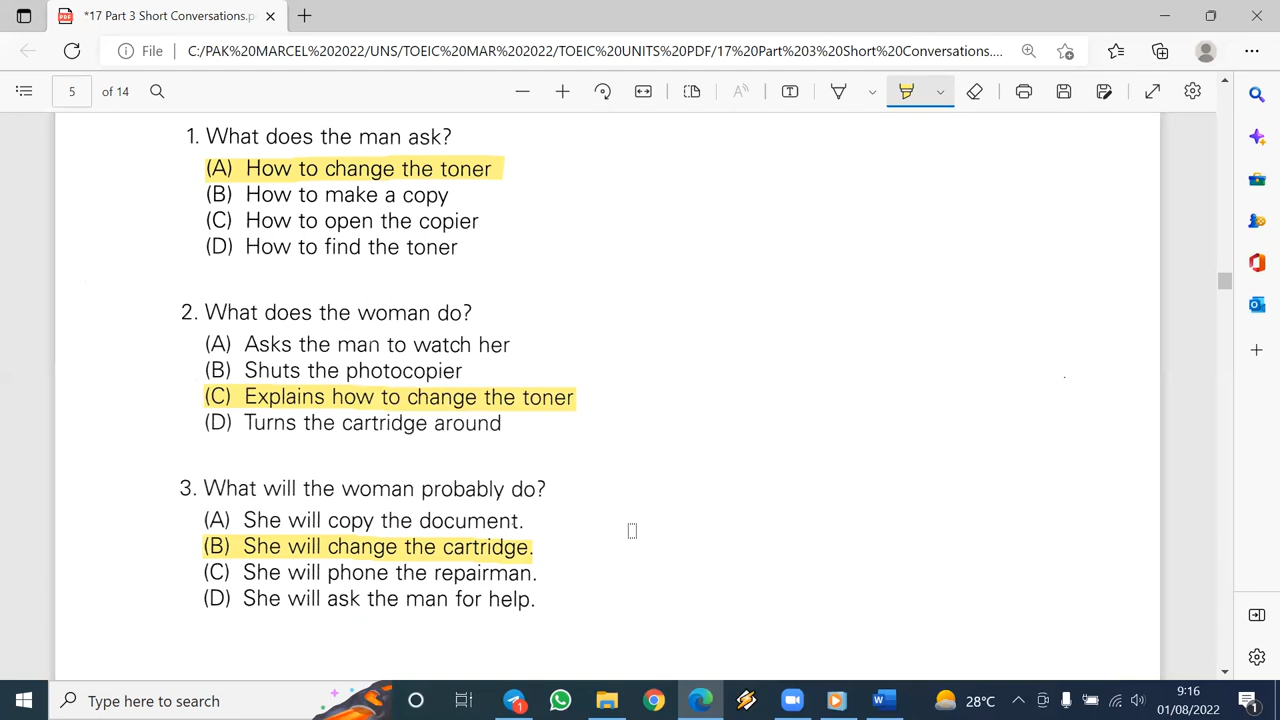 *17 Part 3 Short Conversations.p
File
C:/PAK%20MARCEL%202022/UNS/TOEIC%20MAR%202022/TOEIC%20UNITS%20PDF/17%20Part%203%20Short%20Conversations....
5 of 14
1. What does the man ask?
(A) How to change the toner
(B) How to make a copy
(C) How to open the copier
(D) How to find the toner
2. What does the woman do?
(A) Asks the man to watch her
(B) Shuts the photocopier
(C) Explains how to change the toner
(D) Turns the cartridge around
3. What will the woman probably do?
(A) She will copy the document.
(B) She will change the cartridge.
(C) She will phone the repairman.
(D) She will ask the man for help.
Type here to search
28°C
9:16
01/08/2022